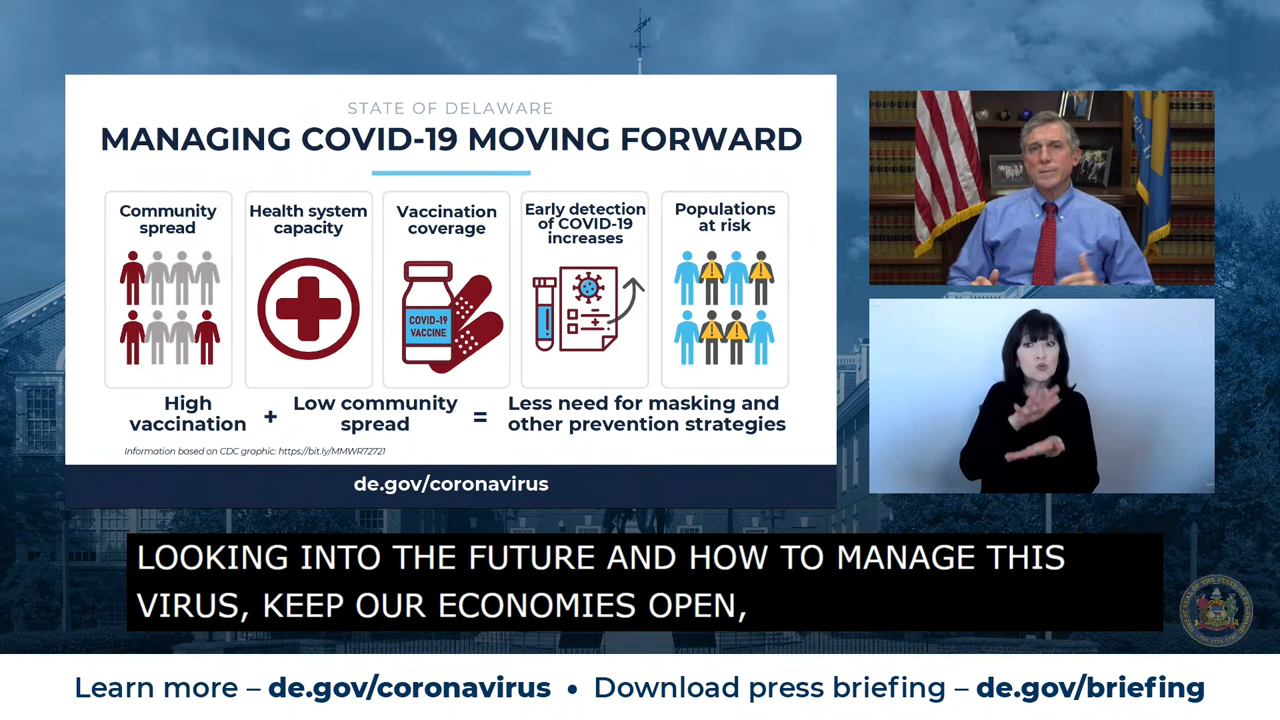 STATE OF DELAWARE
MANAGING COVID-19 MOVING FORWARD
Community
spread
Health system
capacity
Vaccination
coverage
COVID-19
VACCINE
Early detection
of COVID-19
increases
Populations
at risk
High
vaccination
+
Low community
spread
=
Less need for masking and
other prevention strategies
Information based on CDC graphic: https://bit.ly/MMWR72721
de.gov/coronavirus
LOOKING INTO THE FUTURE AND HOW TO MANAGE THIS
VIRUS, KEEP OUR ECONOMIES OPEN,
Learn more – de.gov/coronavirus • Download press briefing – de.gov/briefing